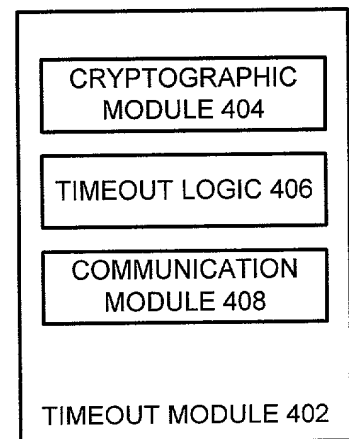 CRYPTOGRAPHIC
MODULE 404
TIMEOUT LOGIC 406
COMMUNICATION
MODULE 408
TIMEOUT MODULE 402